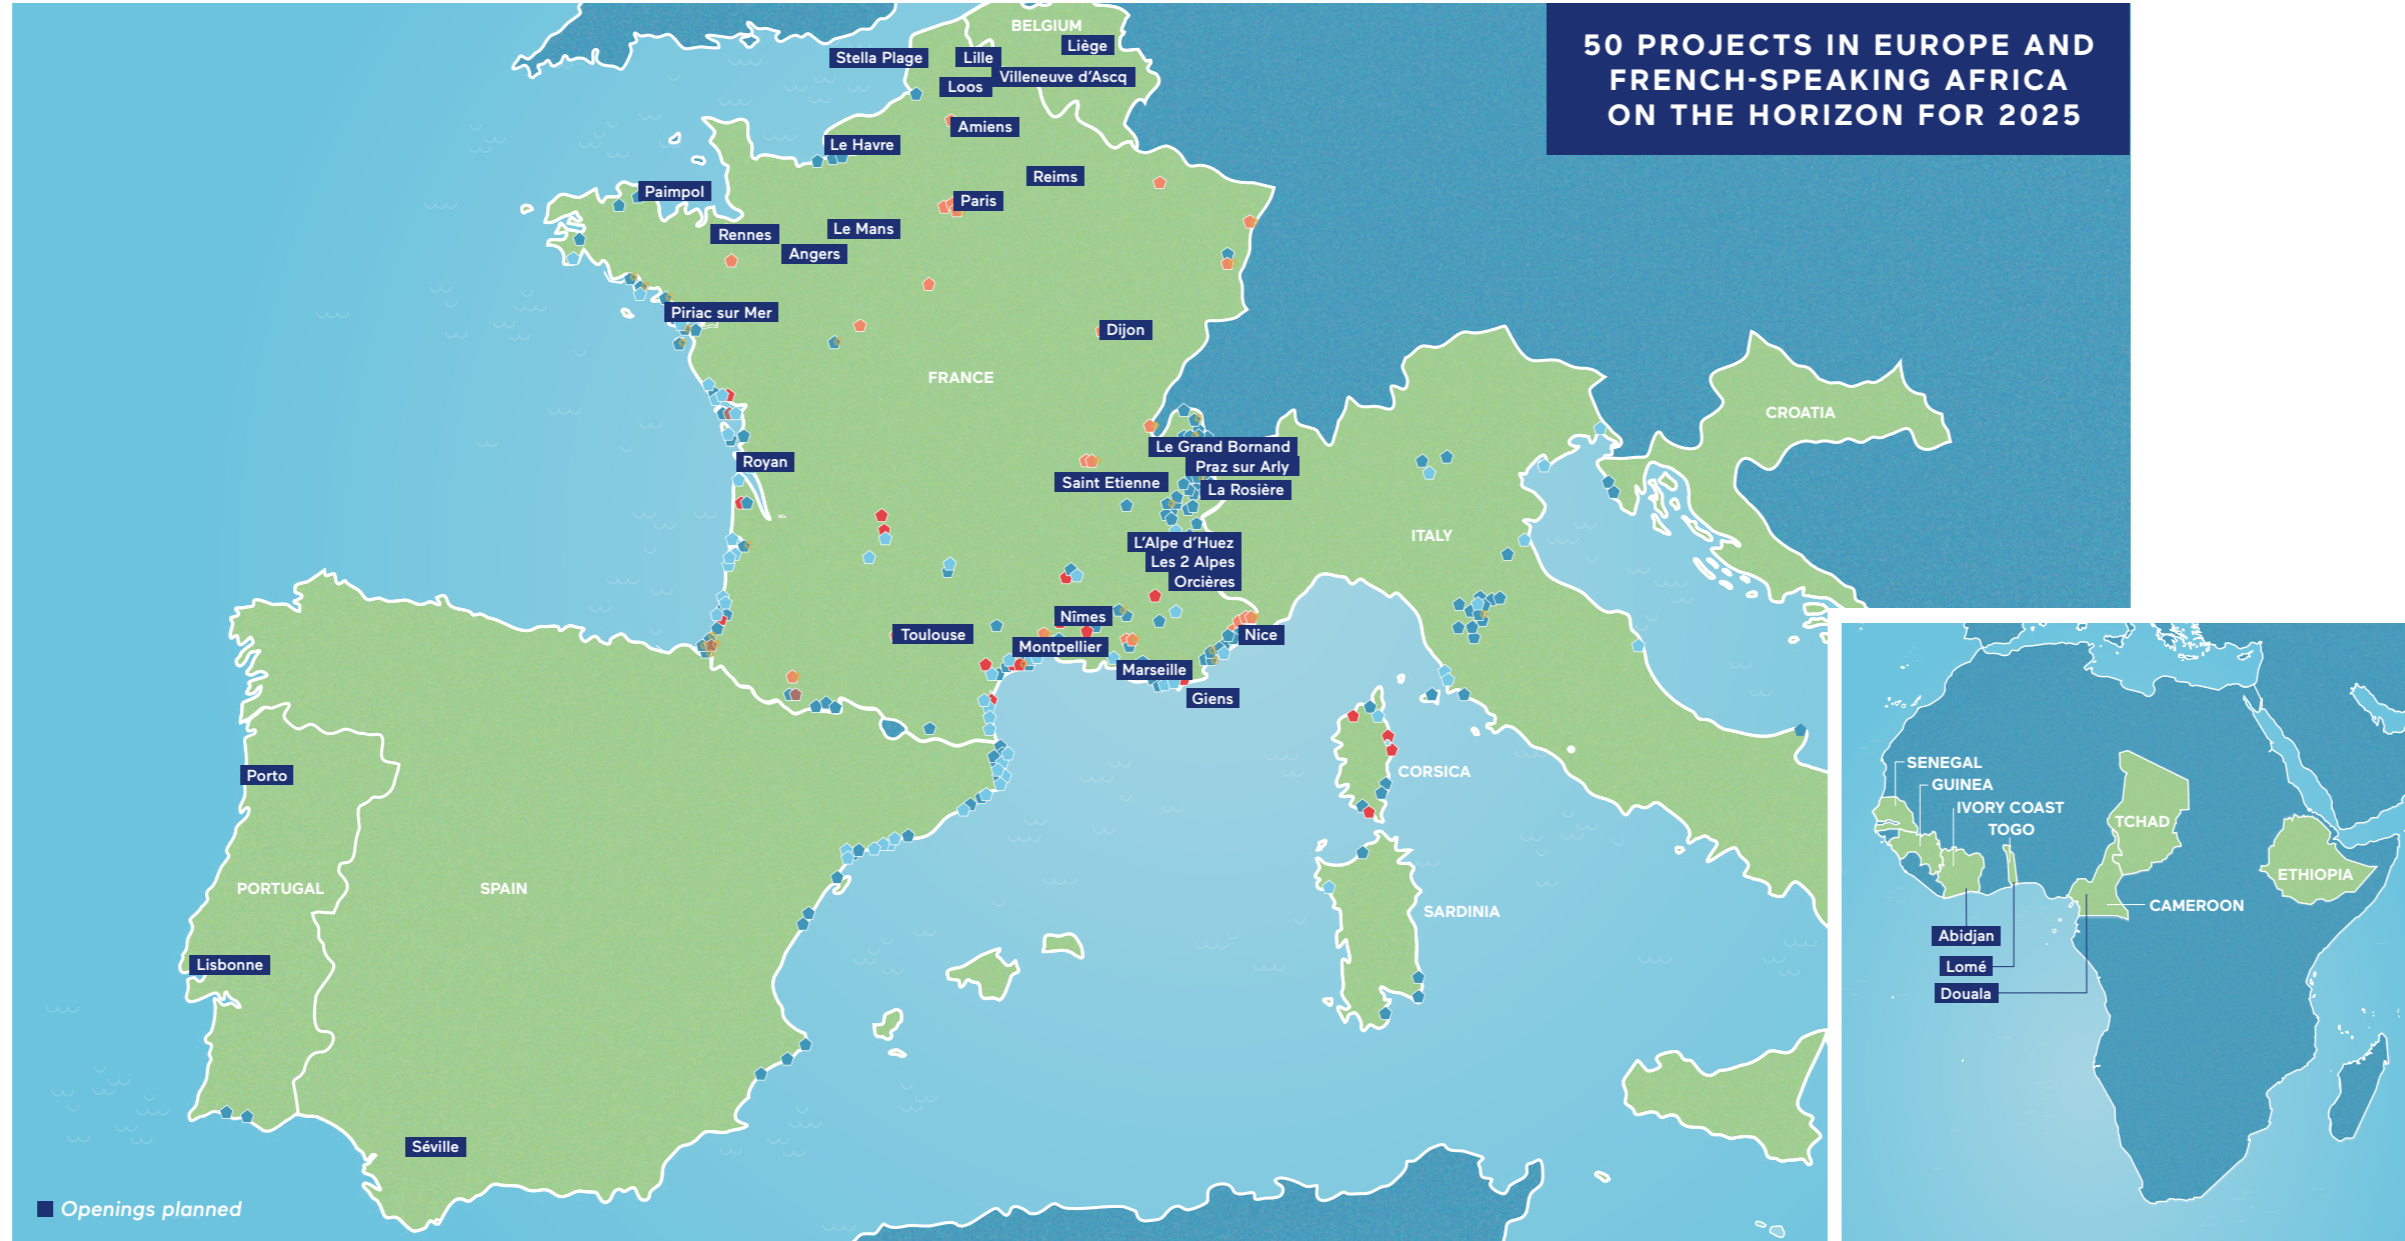 50 PROJECTS IN EUROPE AND
FRENCH-SPEAKING AFRICA
ON THE HORIZON FOR 2025
BELGIUM
Liège
Stella Plage
Lille
Villeneuve d'Ascq
Loos
Amiens
Le Havre
Reims
Paimpol
Paris
Le Mans
Rennes
Angers
Piriac sur Mer
Dijon
FRANCE
CROATIA
Le Grand Bornand
Royan
Praz sur Arly
Saint Etienne
La Rosière
ITALY
L'Alpe d'Huez
Les 2 Alpes
Orcières
Nîmes
Toulouse
Nice
Montpellier
Marseille
Giens
CORSICA
Porto
PORTUGAL
SPAIN
SARDINIA
Lisbonne
Séville
Openings planned
SENEGAL
GUINEA
IVORY COAST
TOGO
TCHAD
ETHIOPIA
CAMEROON
Abidjan
Lomé
Douala